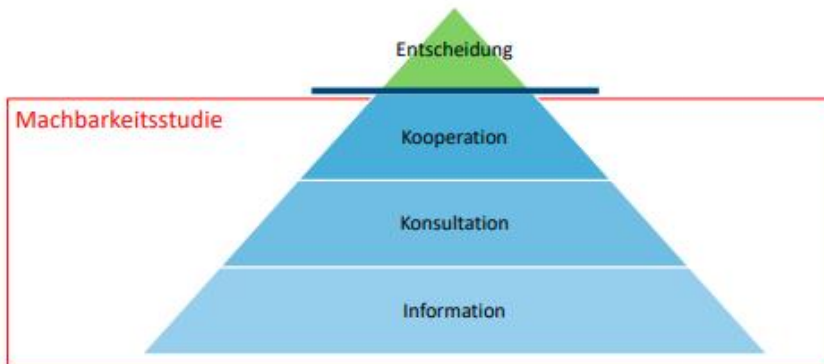 Entscheidung
Machbarkeitsstudie
Kooperation
Konsultation
Information